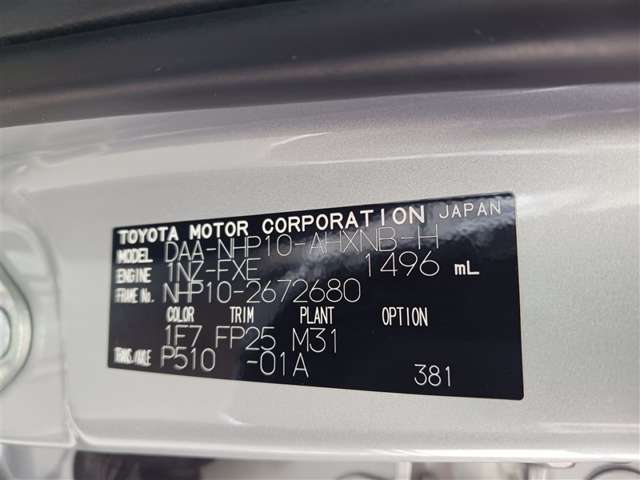 TOYOTA MOTOR CORPORATION JAPAN
MODEL DAA-NHP10-AHXNB-H
ENGINE 1NZ-FXE 1496 mL
FRAME No. NHP10-2672680
COLOR TRIM PLANT OPTION
1F7 FP25 M31
TRANS./AXLE P510 -01A
381